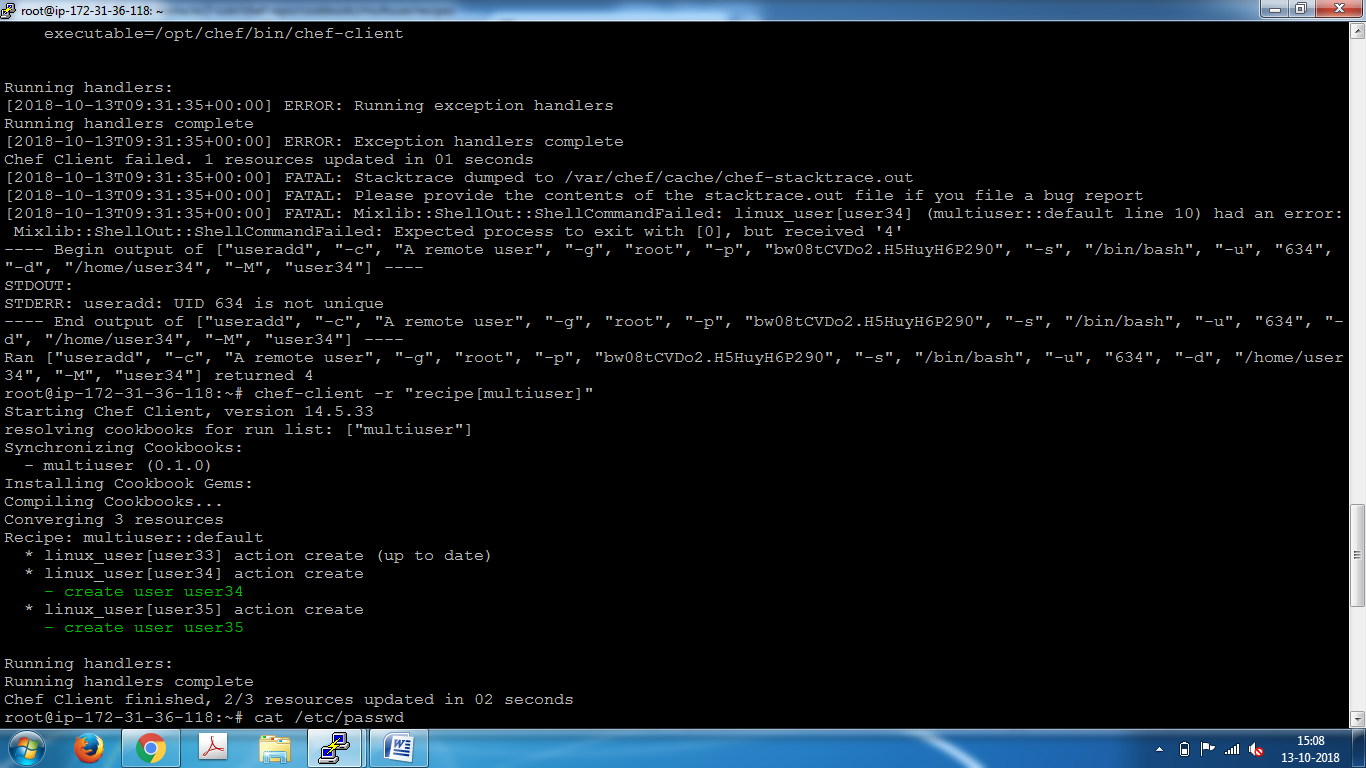 root@ip-172-31-36-118: ~
executable=/opt/chef/bin/chef-client
Running handlers:
[2018-10-13T09:31:35+00:00] ERROR: Running exception handlers
Running handlers complete
[2018-10-13T09:31:35+00:00] ERROR: Exception handlers complete
Chef Client failed. 1 resources updated in 01 seconds
[2018-10-13T09:31:35+00:00] FATAL: Stacktrace dumped to /var/chef/cache/chef-stacktrace.out
[2018-10-13T09:31:35+00:00] FATAL: Please provide the contents of the stacktrace.out file if you file a bug report
[2018-10-13T09:31:35+00:00] FATAL: Mixlib::ShellOut::ShellCommandFailed: linux_user[user34] (multiuser::default line 10) had an error:
Mixlib::ShellOut::ShellCommandFailed: Expected process to exit with [0], but received '4'
---- Begin output of ["useradd", "-c", "A remote user", "-g", "root", "-p", "bw08tCVDo2.H5HuyH6P290", "-s", "/bin/bash", "-u", "634",
"-d", "/home/user34", "-M", "user34"] ----
STDOUT:
STDERR: useradd: UID 634 is not unique
---- End output of ["useradd", "-c", "A remote user", "-g", "root", "-p", "bw08tCVDo2.H5HuyH6P290", "-s", "/bin/bash", "-u", "634", "-
d", "/home/user34", "-M", "user34"] ----
Ran ["useradd", "-c", "A remote user", "-g", "root", "-p", "bw08tCVDo2.H5HuyH6P290", "-s", "/bin/bash", "-u", "634", "-d", "/home/user
34", "-M", "user34"] returned 4
root@ip-172-31-36-118:~# chef-client -r "recipe[multiuser]"
Starting Chef Client, version 14.5.33
resolving cookbooks for run list: ["multiuser"]
Synchronizing Cookbooks:
- multiuser (0.1.0)
Installing Cookbook Gems:
Compiling Cookbooks...
Converging 3 resources
Recipe: multiuser::default
* linux_user[user33] action create (up to date)
* linux_user[user34] action create
- create user user34
* linux_user[user35] action create
- create user user35
Running handlers:
Running handlers complete
Chef Client finished, 2/3 resources updated in 02 seconds
root@ip-172-31-36-118:~# cat /etc/passwd
15:08
13-10-2018